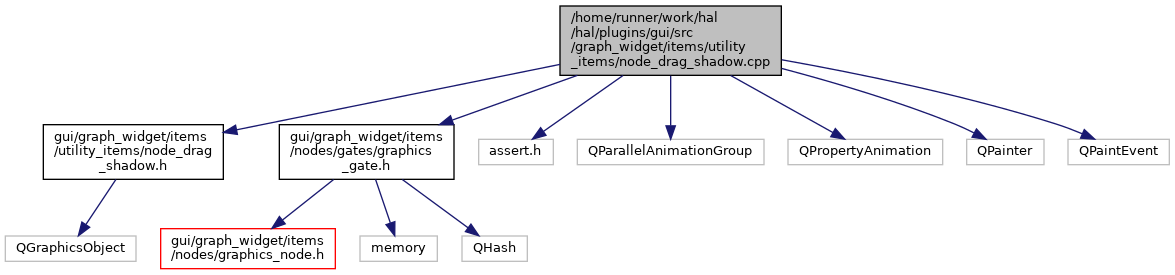 /home/runner/work/hal
/hal/plugins/gui/src
/graph_widget/items/utility
_items/node_drag_shadow.cpp
gui/graph_widget/items
/utility_items/node_drag
_shadow.h
gui/graph_widget/items
/nodes/gates/graphics
_gate.h
assert.h
QParallelAnimationGroup
QPropertyAnimation
QPainter
QPaintEvent
QGraphicsObject
gui/graph_widget/items
/nodes/graphics_node.h
memory
QHash